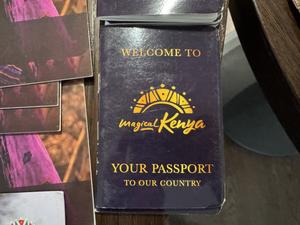 WELCOME TO
magical Kenya
YOUR PASSPORT
TO OUR COUNTRY